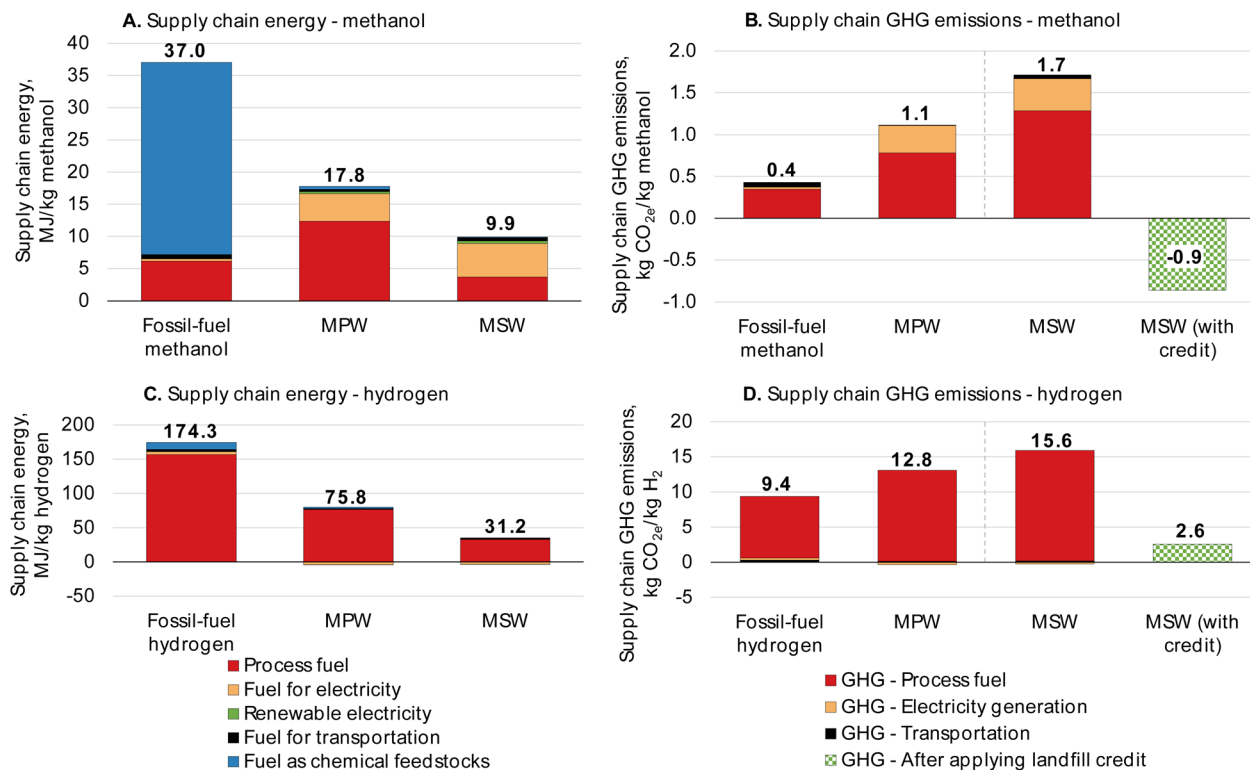 A. Supply chain energy - methanol
Supply chain energy,
MJ/kg methanol
40
35
30
25
20
15
10
5
0
37.0
17.8
9.9
Fossil-fuel
methanol
MPW
MSW
B. Supply chain GHG emissions - methanol
Supply chain GHG emissions,
kg CO2e/kg methanol
2.0
1.5
1.0
0.5
0.0
-0.5
-1.0
0.4
1.1
1.7
-0.9
Fossil-fuel
methanol
MPW
MSW
MSW (with
credit)
C. Supply chain energy - hydrogen
Supply chain energy,
MJ/kg hydrogen
200
150
100
50
0
-50
174.3
75.8
31.2
Fossil-fuel
hydrogen
MPW
MSW
Process fuel
Fuel for electricity
Renewable electricity
Fuel for transportation
Fuel as chemical feedstocks
D. Supply chain GHG emissions - hydrogen
Supply chain GHG emissions,
kg CO2e/kg H2
20
15
10
5
0
-5
9.4
12.8
15.6
2.6
Fossil-fuel
hydrogen
MPW
MSW
MSW (with
credit)
GHG - Process fuel
GHG - Electricity generation
GHG - Transportation
GHG - After applying landfill credit